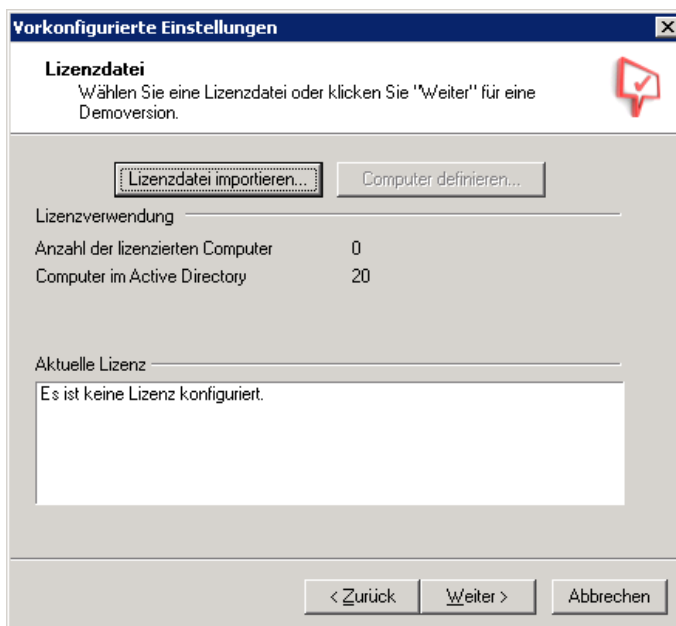 Vorkonfigurierte Einstellungen
Lizenzdatei
Wählen Sie eine Lizenzdatei oder klicken Sie "Weiter" für eine
Demoversion.
Lizenzdatei importieren... Computer definieren...
Lizenzverwendung
Anzahl der lizenzierten Computer 0
Computer im Active Directory 20
Aktuelle Lizenz
Es ist keine Lizenz konfiguriert.
< Zurück Weiter > Abbrechen